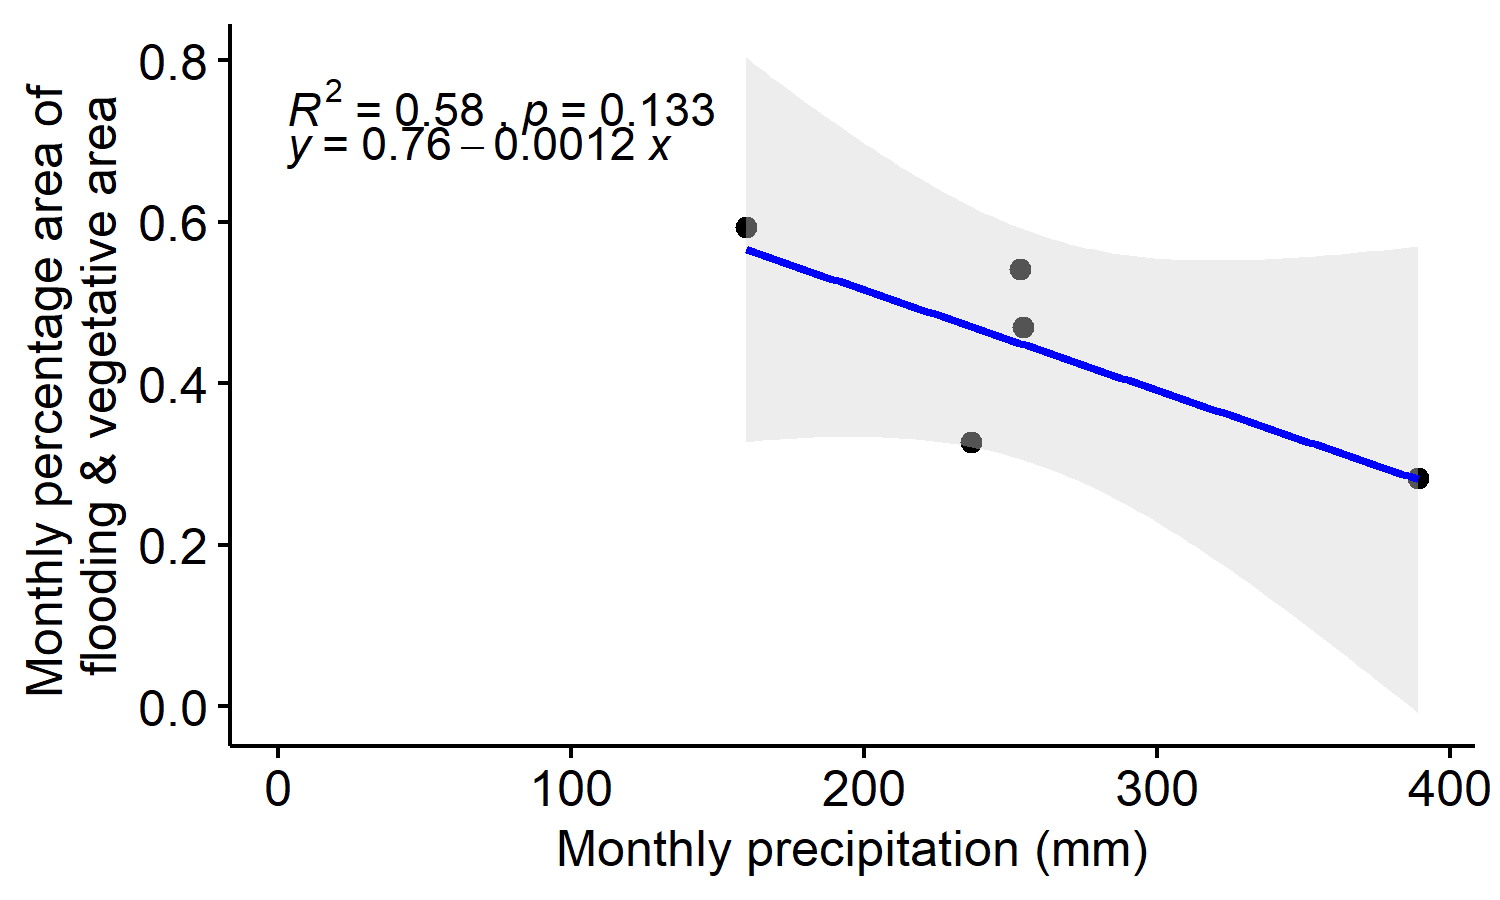 R² = 0.58 , p = 0.133
y = 0.76 – 0.0012 x
Monthly percentage area of
flooding & vegetative area
0.8
0.6
0.4
0.2
0.0
0 100 200 300 400
Monthly precipitation (mm)